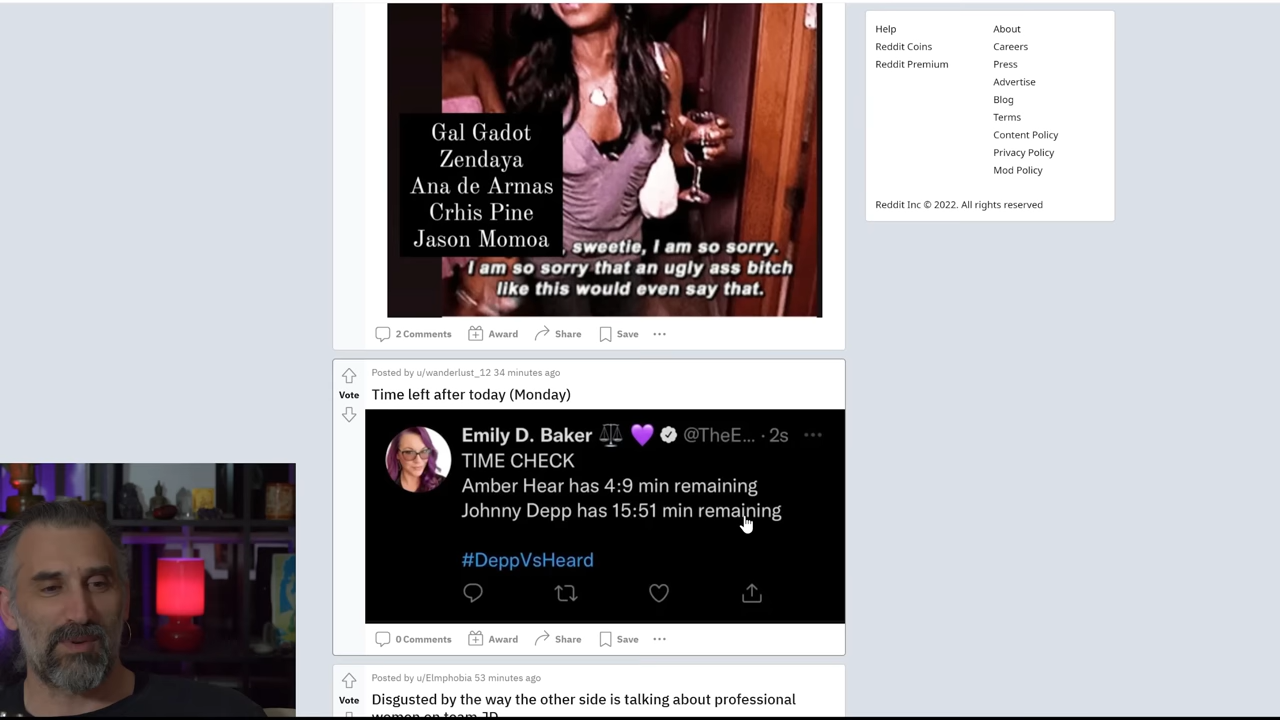 Gal Gadot
Zendaya
Ana de Armas
Crhis Pine
Jason Momoa
, sweetie, I am so sorry.
I am so sorry that an ugly ass bitch
like this would even say that.
2 Comments Award Share Save
Posted by u/wanderlust_12 34 minutes ago
Vote
Time left after today (Monday)
Emily D. Baker @TheE... · 2s
TIME CHECK
Amber Hear has 4:9 min remaining
Johnny Depp has 15:51 min remaining
#DeppVsHeard
0 Comments Award Share Save
Posted by u/Elmphobia 53 minutes ago
Vote
Disgusted by the way the other side is talking about professional
women on team JD
Help
Reddit Coins
Reddit Premium
About
Careers
Press
Advertise
Blog
Terms
Content Policy
Privacy Policy
Mod Policy
Reddit Inc © 2022. All rights reserved